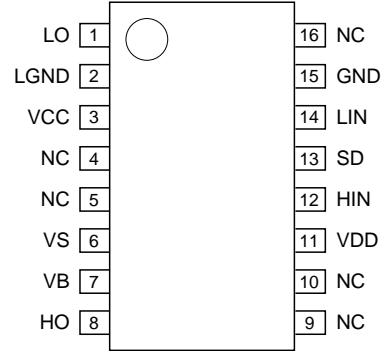 LO 1 16 NC
LGND 2 15 GND
VCC 3 14 LIN
NC 4 13 SD
NC 5 12 HIN
VS 6 11 VDD
VB 7 10 NC
HO 8 9 NC